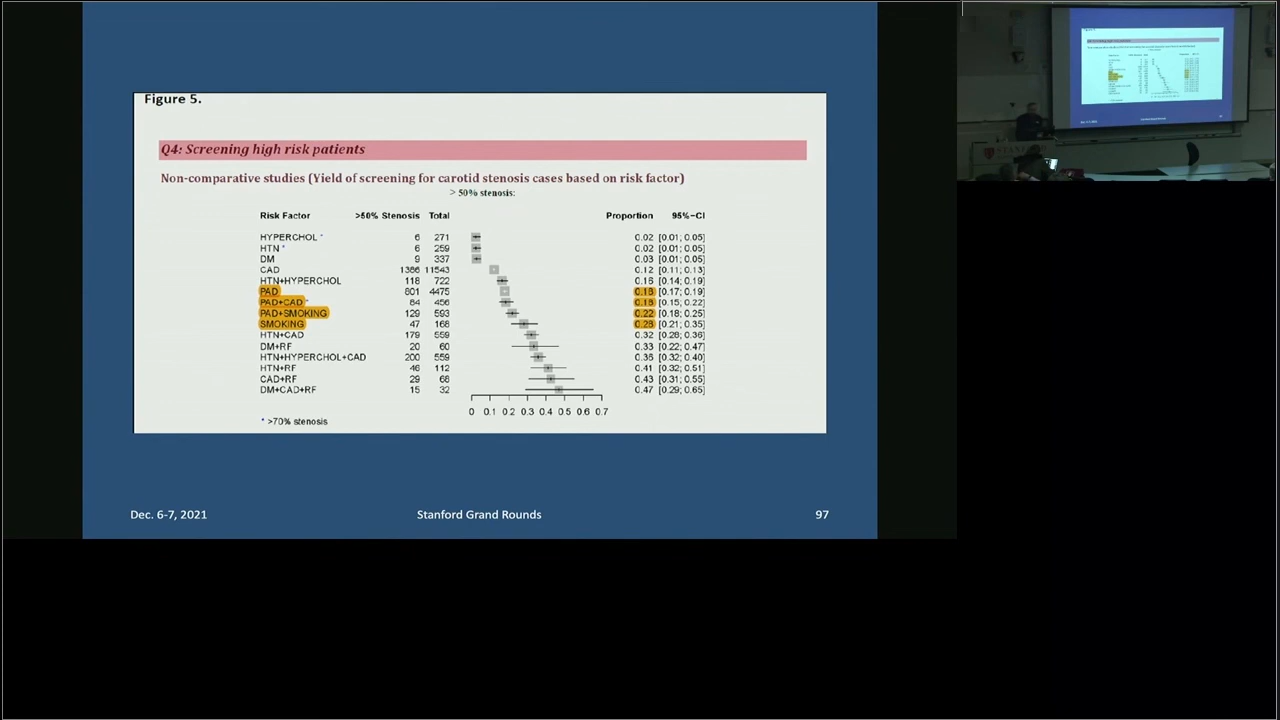 Figure 5.
Q4: Screening high risk patients
Non-comparative studies (Yield of screening for carotid stenosis cases based on risk factor)
> 50% stenosis:
Risk Factor >50% Stenosis Total Proportion 95%-CI
HYPERCHOL * 6 271 0.02 [0.01; 0.05]
HTN * 6 259 0.02 [0.01; 0.05]
DM 9 337 0.03 [0.01; 0.05]
CAD 1386 11543 0.12 [0.11; 0.13]
HTN+HYPERCHOL 118 722 0.16 [0.14; 0.19]
PAD 801 4475 0.18 [0.17; 0.19]
PAD+CAD * 84 456 0.18 [0.15; 0.22]
PAD+SMOKING 129 593 0.22 [0.18; 0.25]
SMOKING 47 168 0.28 [0.21; 0.35]
HTN+CAD 179 559 0.32 [0.28; 0.36]
DM+RF 20 60 0.33 [0.22; 0.47]
HTN+HYPERCHOL+CAD 200 559 0.36 [0.32; 0.40]
HTN+RF 46 112 0.41 [0.32; 0.51]
CAD+RF 29 68 0.43 [0.31; 0.55]
DM+CAD+RF 15 32 0.47 [0.29; 0.65]
0 0.1 0.2 0.3 0.4 0.5 0.6 0.7
* >70% stenosis
Dec. 6-7, 2021 Stanford Grand Rounds 97
STANFORD